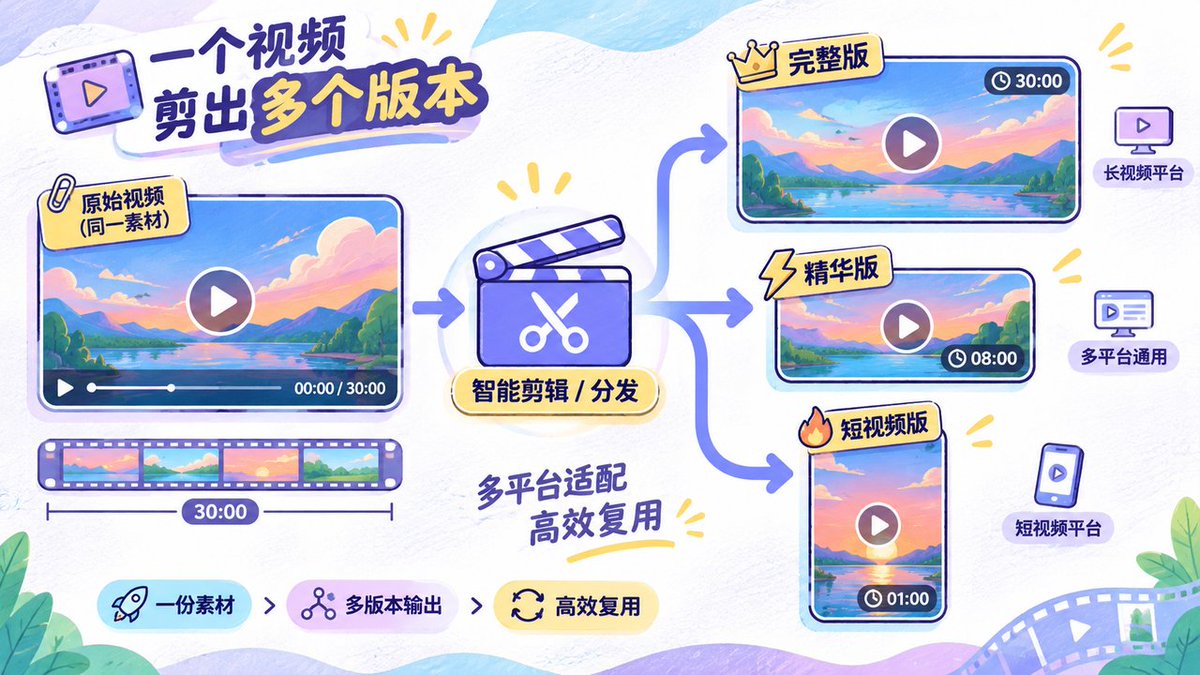 一个视频
剪出多个版本
原始视频
(同一素材)
00:00 / 30:00
30:00
智能剪辑 / 分发
多平台适配
高效复用
完整版
30:00
长视频平台
精华版
08:00
多平台通用
短视频版
01:00
短视频平台
一份素材 > 多版本输出 > 高效复用